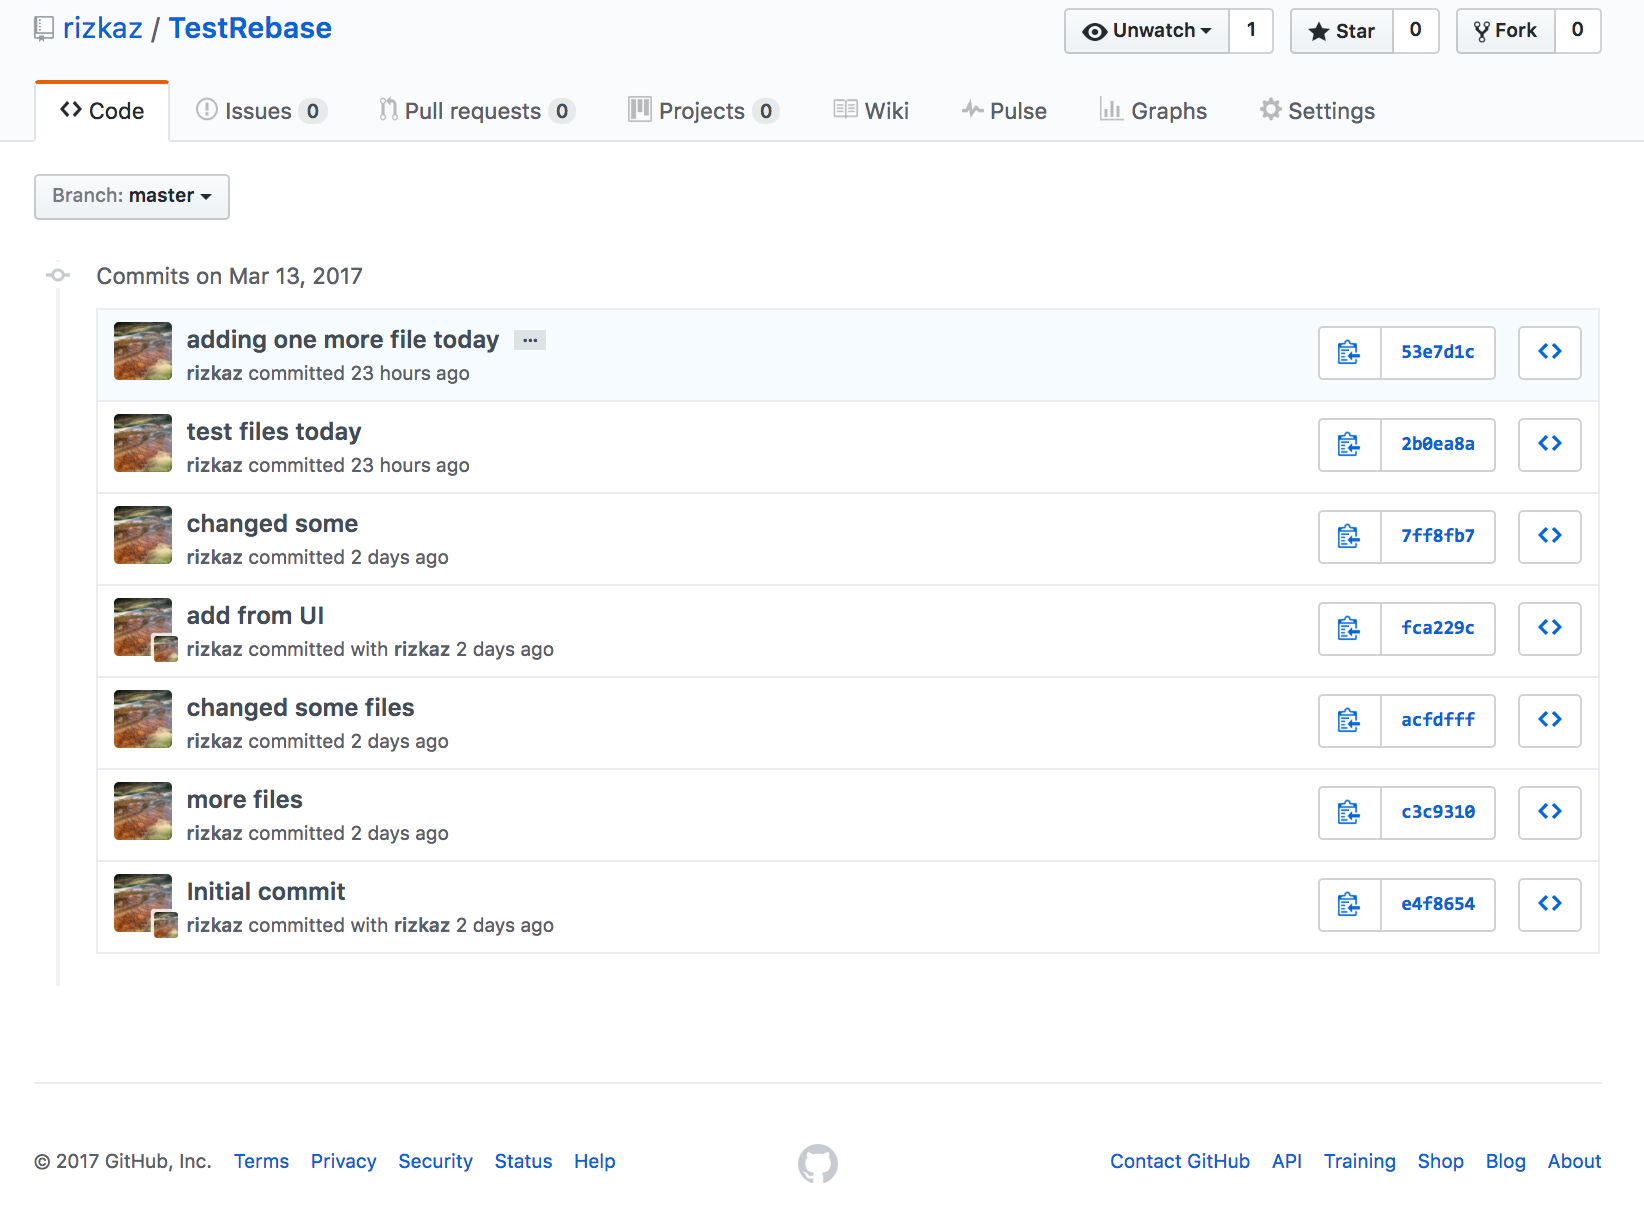 rizkaz / TestRebase
Unwatch 1 Star 0 Fork 0
Code Issues 0 Pull requests 0 Projects 0 Wiki Pulse Graphs Settings
Branch: master
Commits on Mar 13, 2017
adding one more file today …
rizkaz committed 23 hours ago
53e7d1c
test files today
rizkaz committed 23 hours ago
2b0ea8a
changed some
rizkaz committed 2 days ago
7ff8fb7
add from UI
rizkaz committed with rizkaz 2 days ago
fca229c
changed some files
rizkaz committed 2 days ago
acfdfff
more files
rizkaz committed 2 days ago
c3c9310
Initial commit
rizkaz committed with rizkaz 2 days ago
e4f8654
© 2017 GitHub, Inc. Terms Privacy Security Status Help Contact GitHub API Training Shop Blog About